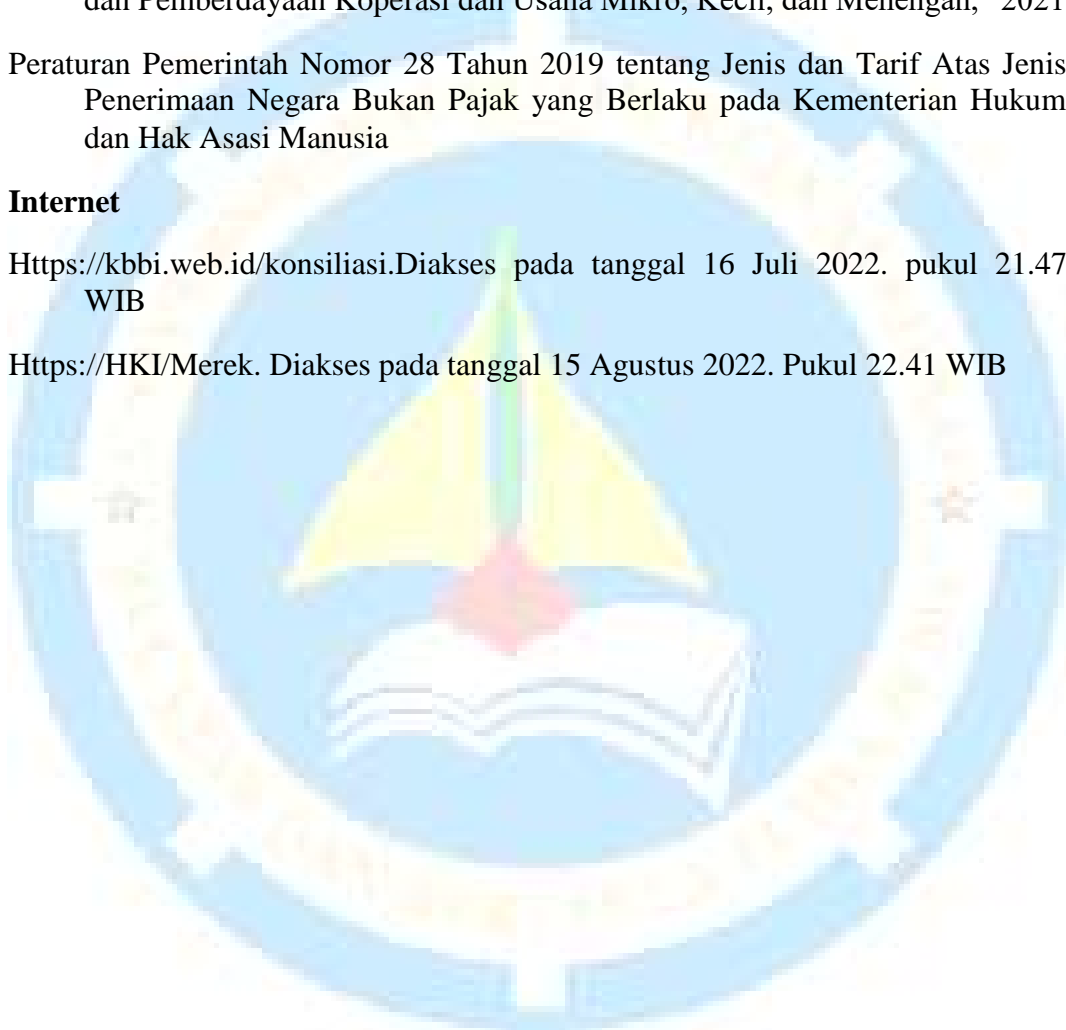 dan Pemberdayaan Koperasi dan Usaha Mikro, Kecil, dan Menengah," 2021
Peraturan Pemerintah Nomor 28 Tahun 2019 tentang Jenis dan Tarif Atas Jenis
Penerimaan Negara Bukan Pajak yang Berlaku pada Kementerian Hukum
dan Hak Asasi Manusia
Internet
Https://kbbi.web.id/konsiliasi.Diakses pada tanggal 16 Juli 2022. pukul 21.47
WIB
Https://HKI/Merek. Diakses pada tanggal 15 Agustus 2022. Pukul 22.41 WIB